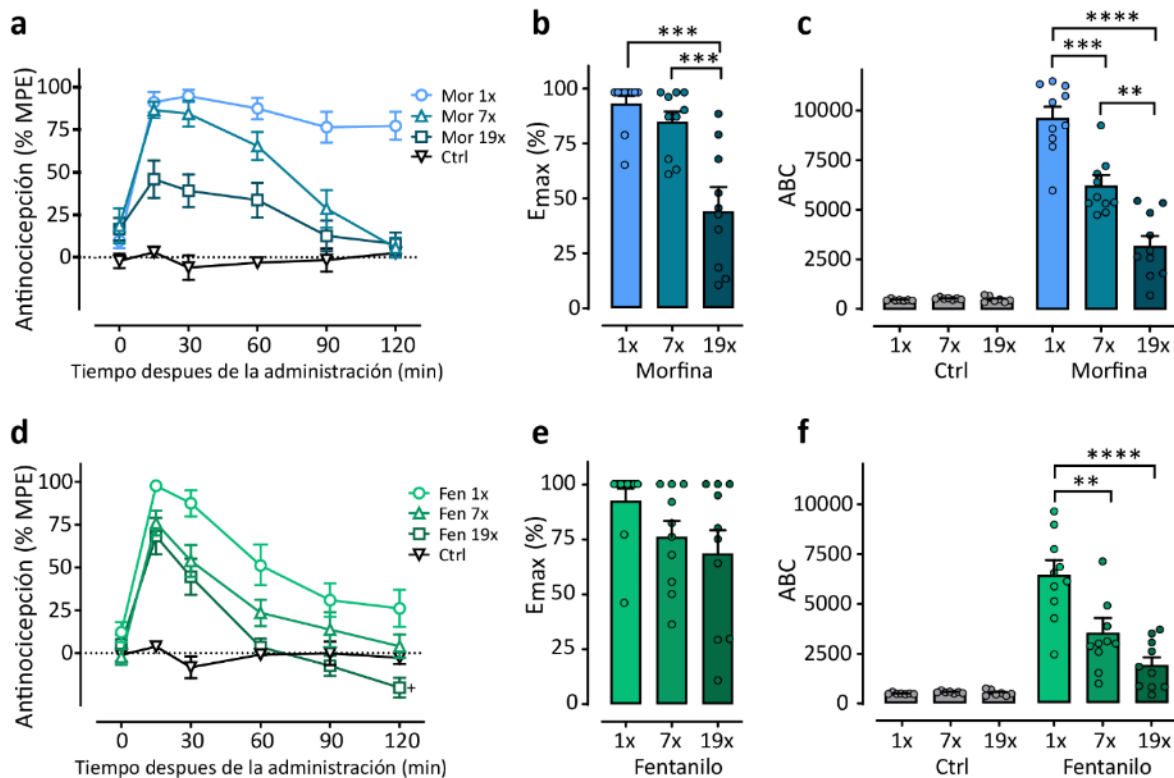 a
Antinocicepción (% MPE)
100
75
50
25
0
Mor 1x
Mor 7x
Mor 19x
Ctrl
0 30 60 90 120
Tiempo despues de la administración (min)
b
Emax (%)
100
75
50
25
0
***
***
1x 7x 19x
Morfina
c
ABC
10000
7500
5000
2500
0
****
***
**
1x 7x 19x 1x 7x 19x
Ctrl Morfina
d
Antinocicepción (% MPE)
100
75
50
25
0
Fen 1x
Fen 7x
Fen 19x
Ctrl
+
0 30 60 90 120
Tiempo despues de la administración (min)
e
Emax (%)
100
75
50
25
0
1x 7x 19x
Fentanilo
f
ABC
10000
7500
5000
2500
0
****
**
1x 7x 19x 1x 7x 19x
Ctrl Fentanilo